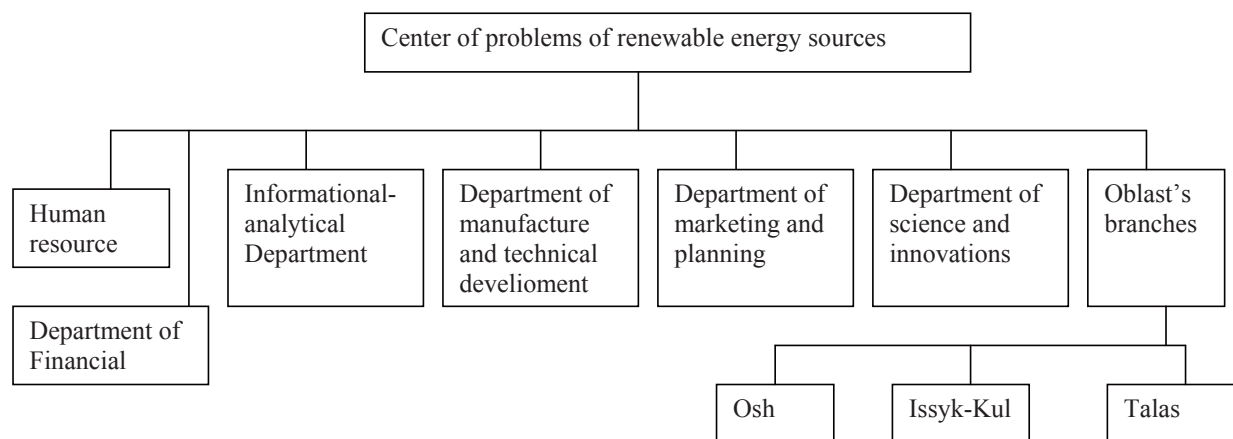 Center of problems of renewable energy sources
Human
resource
Informational-
analytical
Department
Department of
manufacture
and technical
develioment
Department of
marketing and
planning
Department of
science and
innovations
Oblast's
branches
Department of
Financial
Osh
Issyk-Kul
Talas